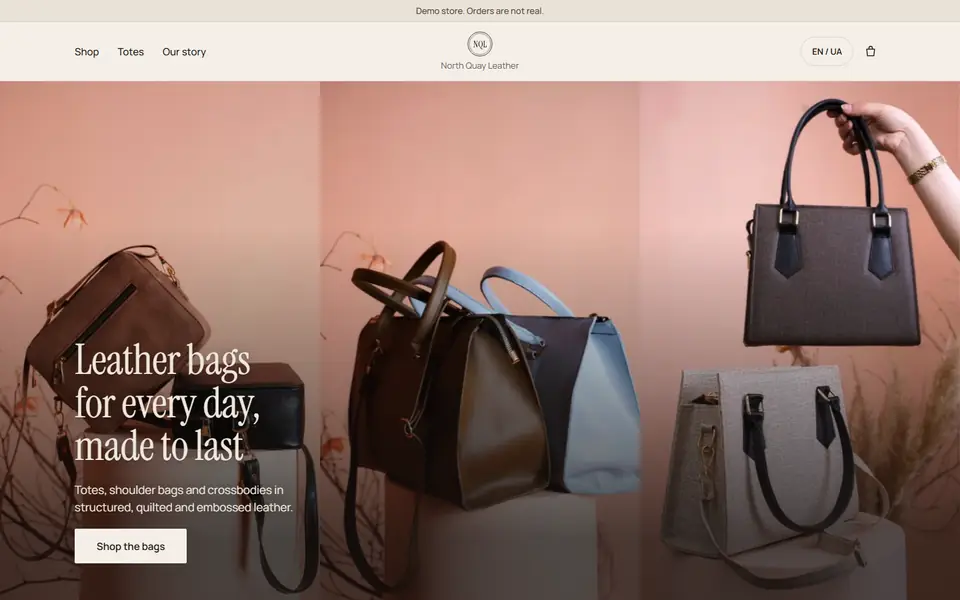 Demo store. Orders are not real.
Shop
Totes
Our story
NQL
North Quay Leather
EN / UA
Leather bags
for every day,
made to last
Totes, shoulder bags and crossbodies in
structured, quilted and embossed leather.
Shop the bags